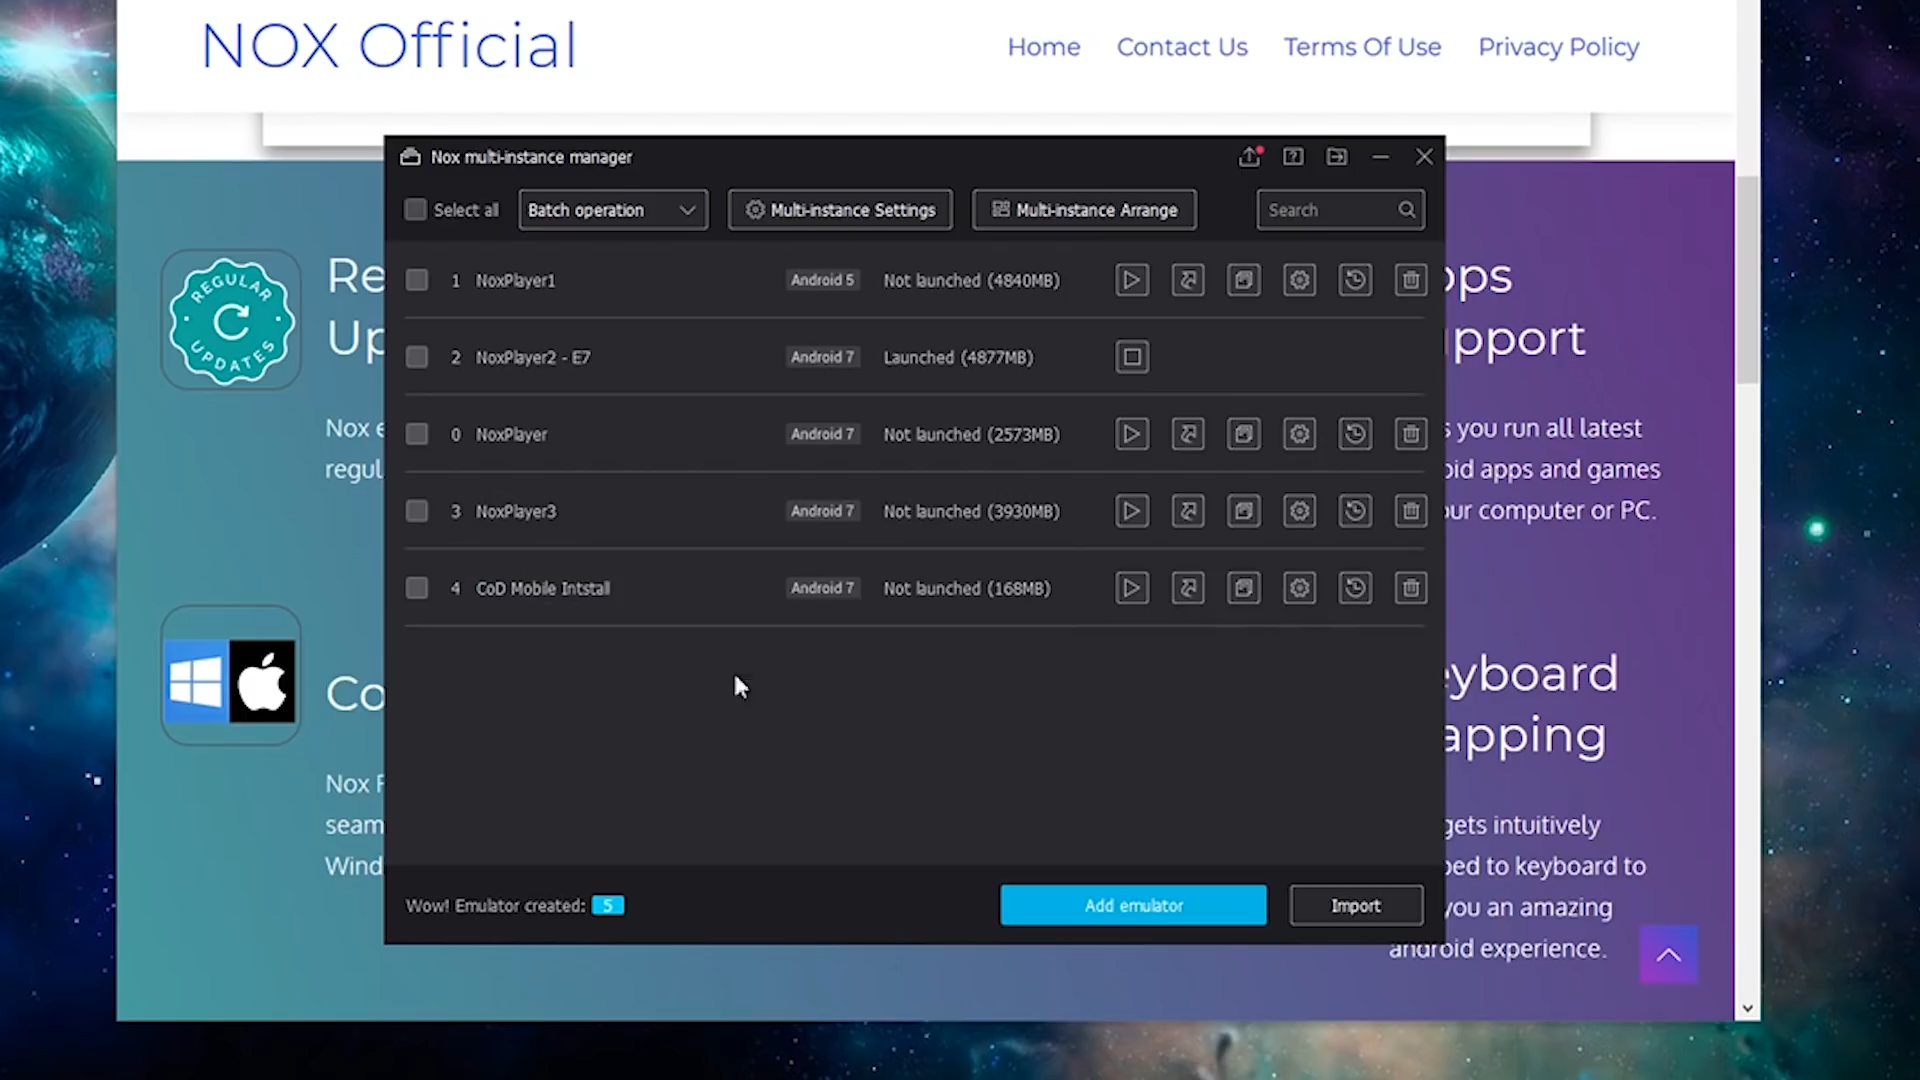 NOX Official
Home Contact Us Terms Of Use Privacy Policy
Nox multi-instance manager
Select all Batch operation Multi-instance Settings Multi-instance Arrange Search
1 NoxPlayer1 Android 5 Not launched (4840MB)
2 NoxPlayer2 - E7 Android 7 Launched (4877MB)
0 NoxPlayer Android 7 Not launched (2573MB)
3 NoxPlayer3 Android 7 Not launched (3930MB)
4 CoD Mobile Intstall Android 7 Not launched (168MB)
Wow! Emulator created: 5 Add emulator Import
REGULAR
UPDATES
Re
Up
Nox e
regul
Co
Nox
seam
Wind
ps
pport
s you run all latest
oid apps and games
ur computer or PC.
yboard
apping
gets intuitively
ped to keyboard to
you an amazing
android experience.